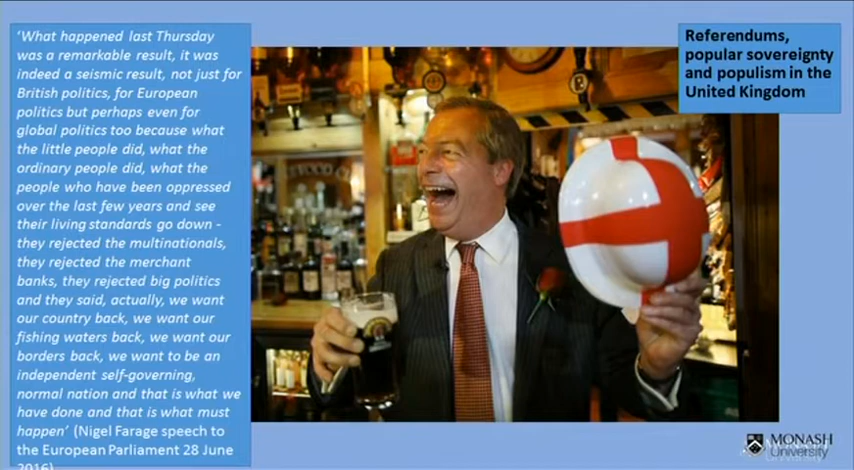 ‘What happened last Thursday
was a remarkable result, it was
indeed a seismic result, not just for
British politics, for European
politics but perhaps even for
global politics too because what
the little people did, what the
ordinary people did, what the
people who have been oppressed
over the last few years and see
their living standards go down -
they rejected the multinationals,
they rejected the merchant
banks, they rejected big politics
and they said, actually, we want
our country back, we want our
fishing waters back, we want our
borders back, we want to be an
independent self-governing,
normal nation and that is what we
have done and that is what must
happen’ (Nigel Farage speech to
the European Parliament 28 June
2016)
Referendums,
popular sovereignty
and populism in the
United Kingdom
MONASH
University